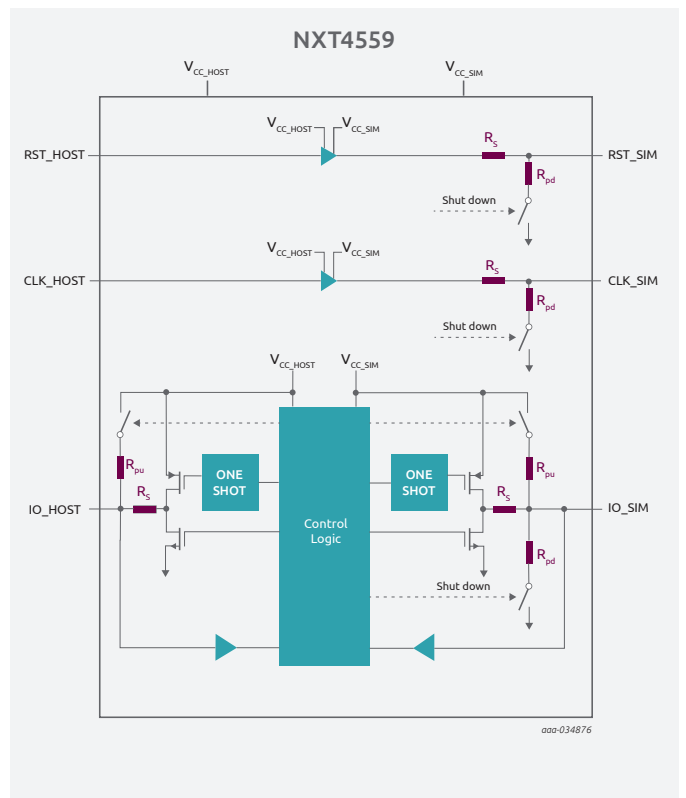 NXT4559
VCC_HOST
VCC_SIM
VCC_HOST
VCC_SIM
Rs
RST_HOST
RST_SIM
Rpd
Shut down
VCC_HOST
VCC_SIM
Rs
CLK_HOST
CLK_SIM
Rpd
Shut down
VCC_HOST
VCC_SIM
Rpu
ONE
SHOT
ONE
SHOT
Rpu
Rs
Rs
IO_HOST
IO_SIM
Control
Logic
Rpd
Shut down
aaa-034876